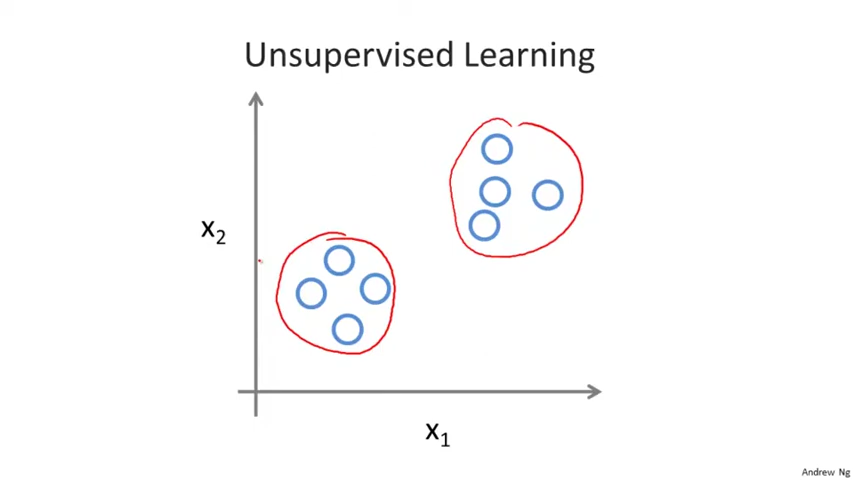 Unsupervised Learning
x₂
x₁
Andrew Ng